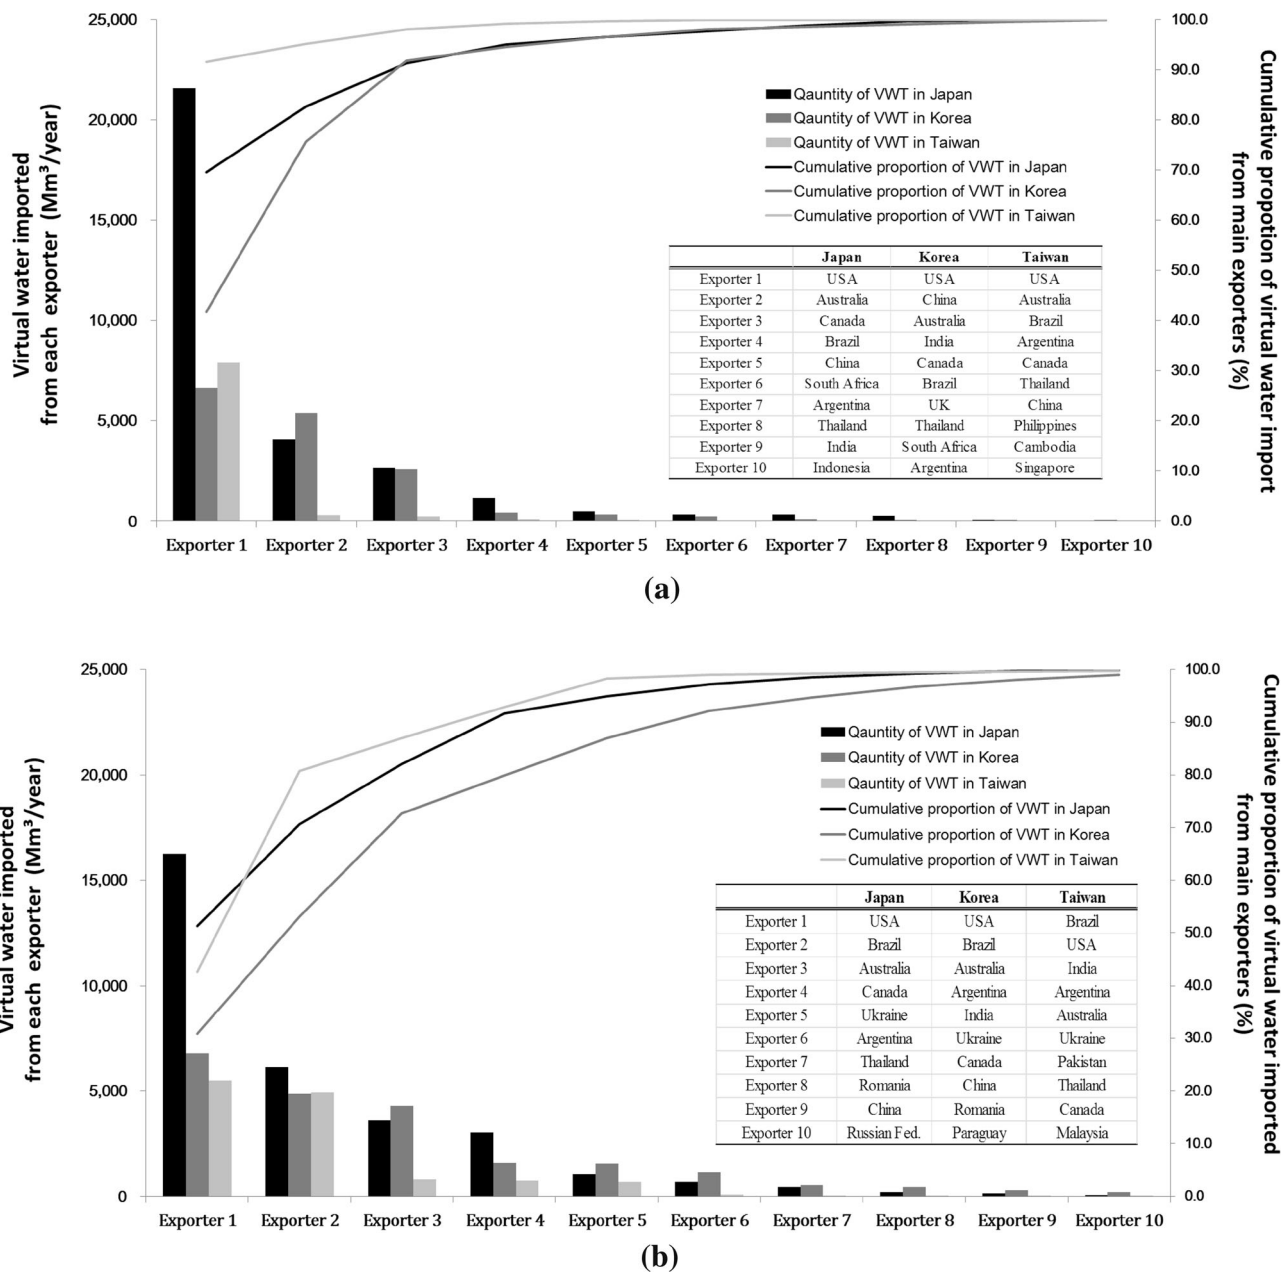 25,000
20,000
15,000
10,000
5,000
0
Virtual water imported
from each exporter (Mm³/year)
100.0
90.0
80.0
70.0
60.0
50.0
40.0
30.0
20.0
10.0
0.0
Cumulative propotion of virtual water import
from main exporters (%)
Qauntity of VWT in Japan
Qauntity of VWT in Korea
Qauntity of VWT in Taiwan
Cumulative proportion of VWT in Japan
Cumulative proportion of VWT in Korea
Cumulative proportion of VWT in Taiwan
Japan Korea Taiwan
Exporter 1 USA USA USA
Exporter 2 Australia China Australia
Exporter 3 Canada Australia Brazil
Exporter 4 Brazil India Argentina
Exporter 5 China Canada Canada
Exporter 6 South Africa Brazil Thailand
Exporter 7 Argentina UK China
Exporter 8 Thailand Thailand Philippines
Exporter 9 India South Africa Cambodia
Exporter 10 Indonesia Argentina Singapore
Exporter 1 Exporter 2 Exporter 3 Exporter 4 Exporter 5 Exporter 6 Exporter 7 Exporter 8 Exporter 9 Exporter 10
(a)
25,000
20,000
15,000
10,000
5,000
0
Virtual water imported
from each exporter (Mm³/year)
100.0
90.0
80.0
70.0
60.0
50.0
40.0
30.0
20.0
10.0
0.0
Cumulative proportion of virtual water imported
from main exporters (%)
Qauntity of VWT in Japan
Qauntity of VWT in Korea
Qauntity of VWT in Taiwan
Cumulative proportion of VWT in Japan
Cumulative proportion of VWT in Korea
Cumulative proportion of VWT in Taiwan
Japan Korea Taiwan
Exporter 1 USA USA Brazil
Exporter 2 Brazil Brazil USA
Exporter 3 Australia Australia India
Exporter 4 Canada Argentina Argentina
Exporter 5 Ukraine India Australia
Exporter 6 Argentina Ukraine Ukraine
Exporter 7 Thailand Canada Pakistan
Exporter 8 Romania China Thailand
Exporter 9 China Romania Canada
Exporter 10 Russian Fed. Paraguay Malaysia
Exporter 1 Exporter 2 Exporter 3 Exporter 4 Exporter 5 Exporter 6 Exporter 7 Exporter 8 Exporter 9 Exporter 10
(b)